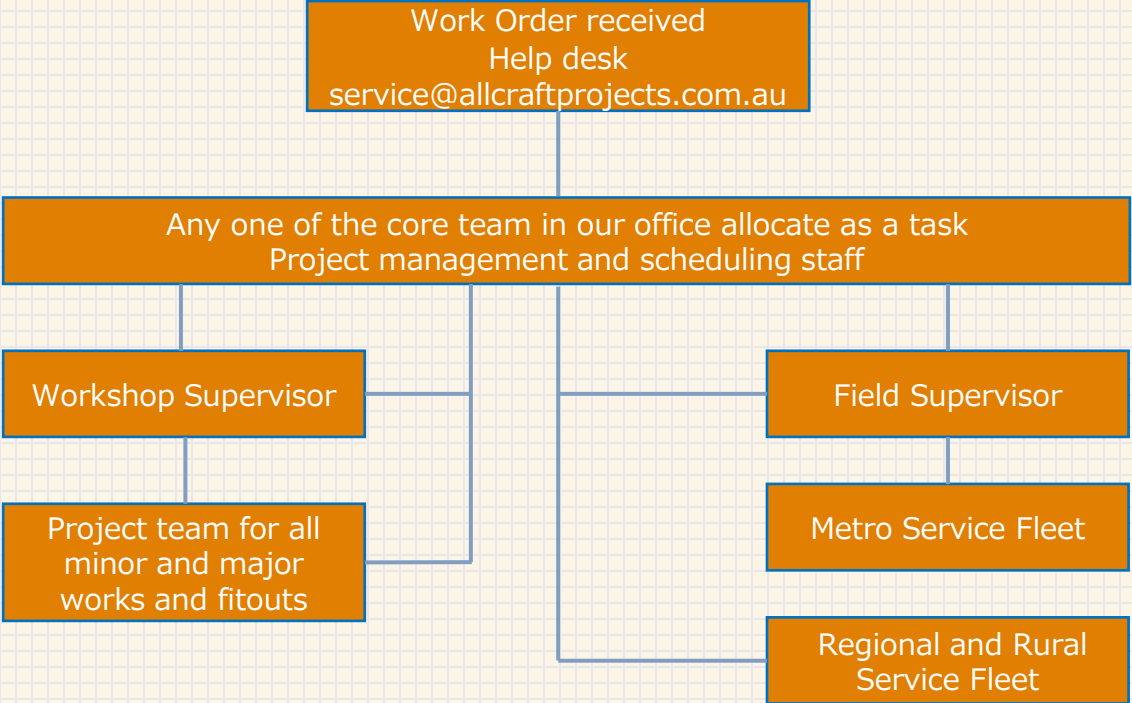 Work Order received
Help desk
service@allcraftprojects.com.au
Any one of the core team in our office allocate as a task
Project management and scheduling staff
Workshop Supervisor
Field Supervisor
Project team for all
minor and major
works and fitouts
Metro Service Fleet
Regional and Rural
Service Fleet